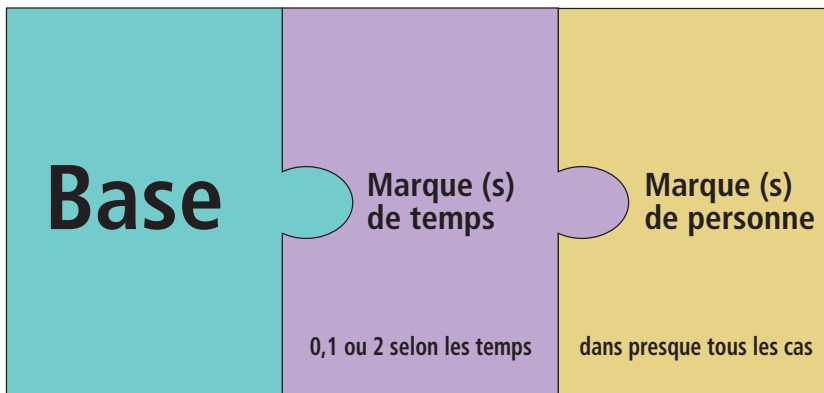 Base
Marque (s)
de temps
0,1 ou 2 selon les temps
Marque (s)
de personne
dans presque tous les cas